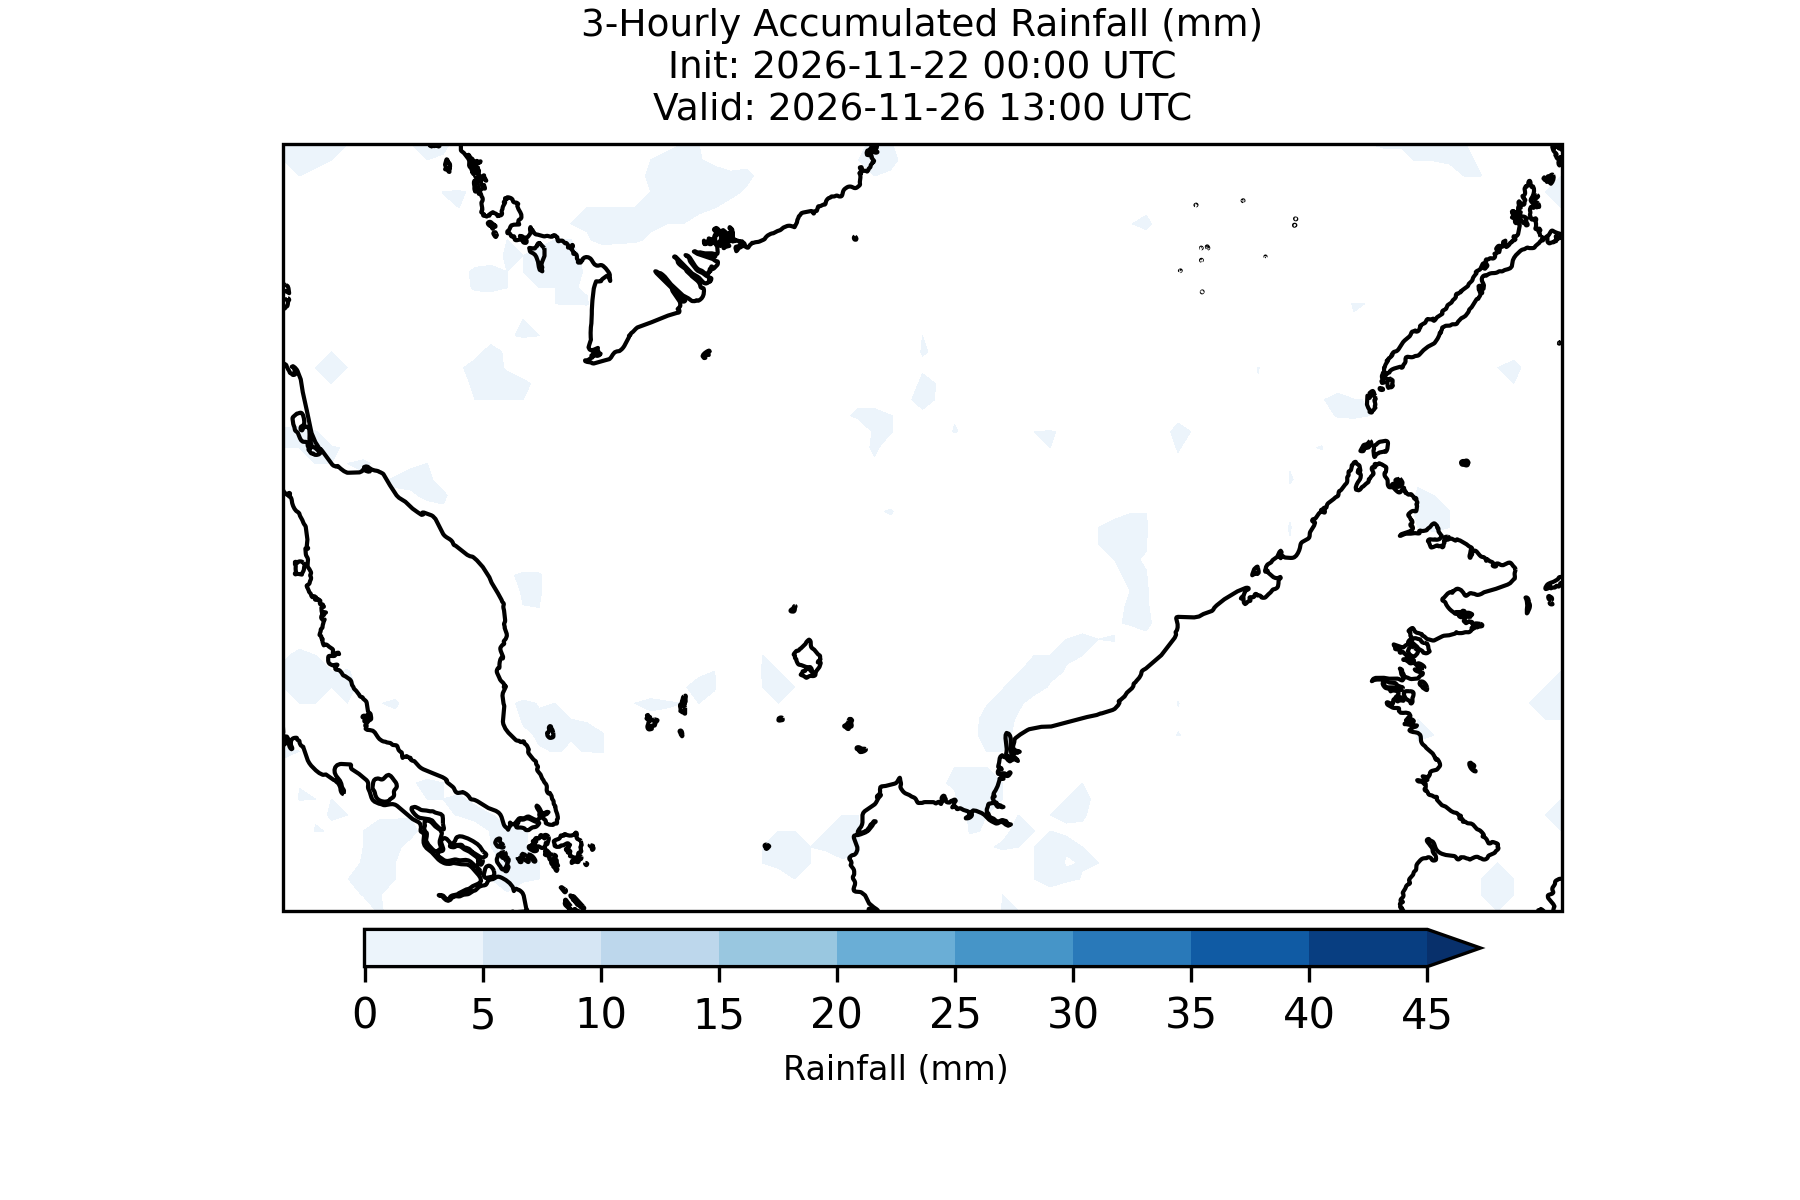 3-Hourly Accumulated Rainfall (mm)
Init: 2026-11-22 00:00 UTC
Valid: 2026-11-26 13:00 UTC
0 5 10 15 20 25 30 35 40 45
Rainfall (mm)